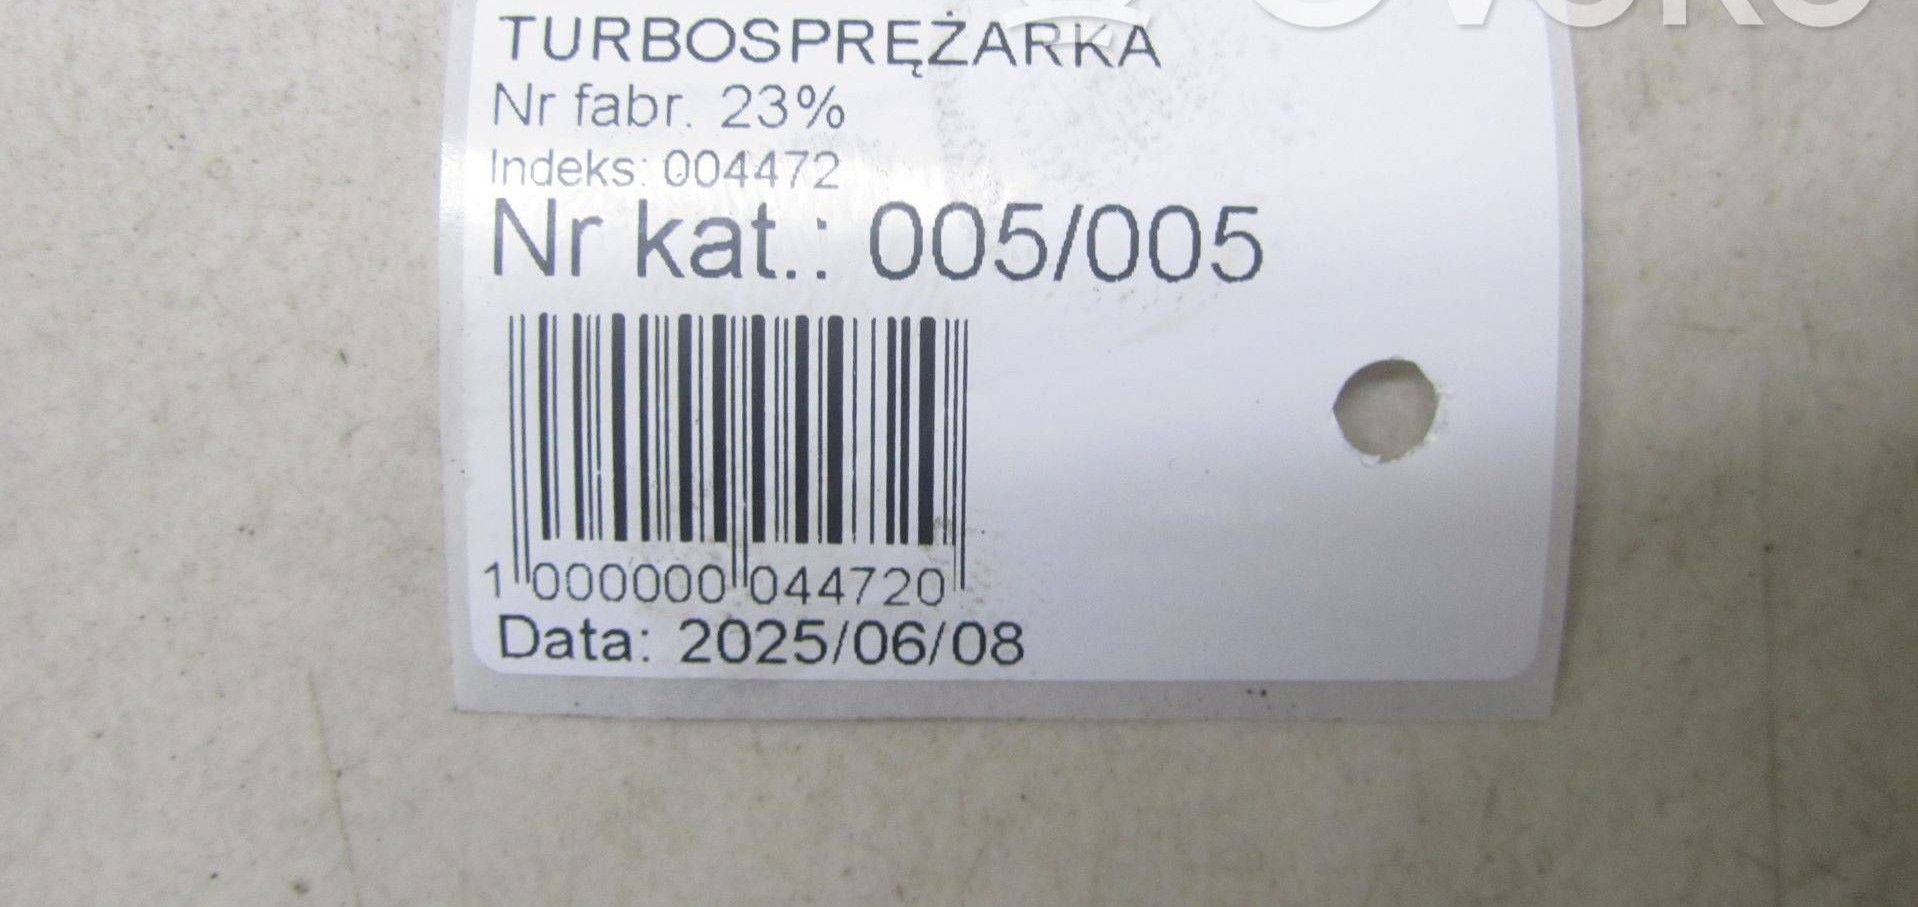 TURBOSPRĘŻARKA
Nr fabr. 23%
Indeks: 004472
Nr kat.: 005/005
1 000000 044720
Data: 2025/06/08